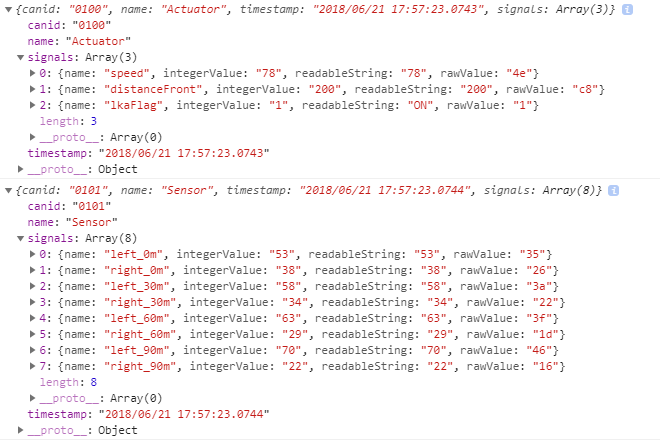 {canid: "0100", name: "Actuator", timestamp: "2018/06/21 17:57:23.0743", signals: Array(3)} i
canid: "0100"
name: "Actuator"
signals: Array(3)
0: {name: "speed", integerValue: "78", readableString: "78", rawValue: "4e"}
1: {name: "distanceFront", integerValue: "200", readableString: "200", rawValue: "c8"}
2: {name: "lkaFlag", integerValue: "1", readableString: "ON", rawValue: "1"}
length: 3
__proto__: Array(0)
timestamp: "2018/06/21 17:57:23.0743"
__proto__: Object
{canid: "0101", name: "Sensor", timestamp: "2018/06/21 17:57:23.0744", signals: Array(8)} i
canid: "0101"
name: "Sensor"
signals: Array(8)
0: {name: "left_0m", integerValue: "53", readableString: "53", rawValue: "35"}
1: {name: "right_0m", integerValue: "38", readableString: "38", rawValue: "26"}
2: {name: "left_30m", integerValue: "58", readableString: "58", rawValue: "3a"}
3: {name: "right_30m", integerValue: "34", readableString: "34", rawValue: "22"}
4: {name: "left_60m", integerValue: "63", readableString: "63", rawValue: "3f"}
5: {name: "right_60m", integerValue: "29", readableString: "29", rawValue: "1d"}
6: {name: "left_90m", integerValue: "70", readableString: "70", rawValue: "46"}
7: {name: "right_90m", integerValue: "22", readableString: "22", rawValue: "16"}
length: 8
__proto__: Array(0)
timestamp: "2018/06/21 17:57:23.0744"
__proto__: Object